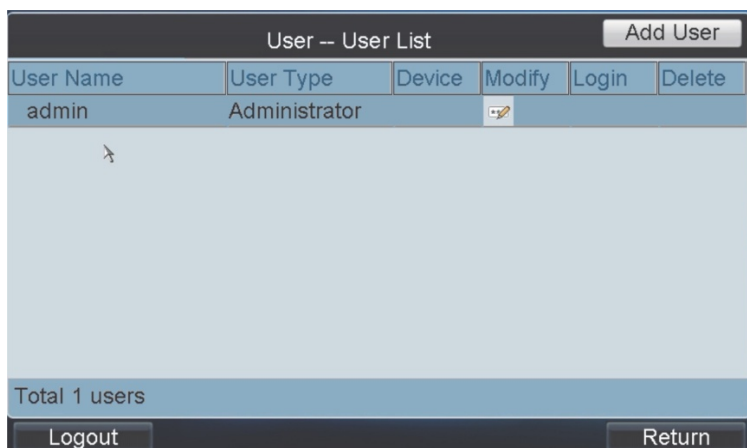 User -- User List Add User
User Name User Type Device Modify Login Delete
admin Administrator
Total 1 users
Logout Return